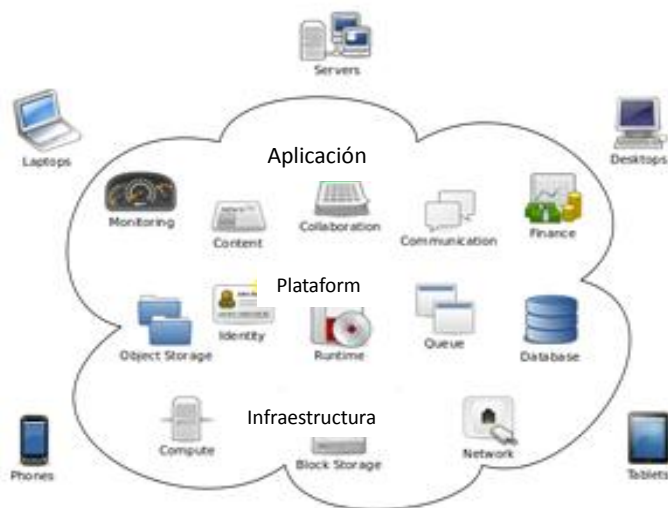 Servers
Laptops
Desktops
Aplicación
Monitoring
Content
Collaboration
Communication
Finance
Plataform
Object Storage
Identity
Runtime
Queue
Database
Infraestructura
Compute
Block Storage
Network
Phones
Tablets